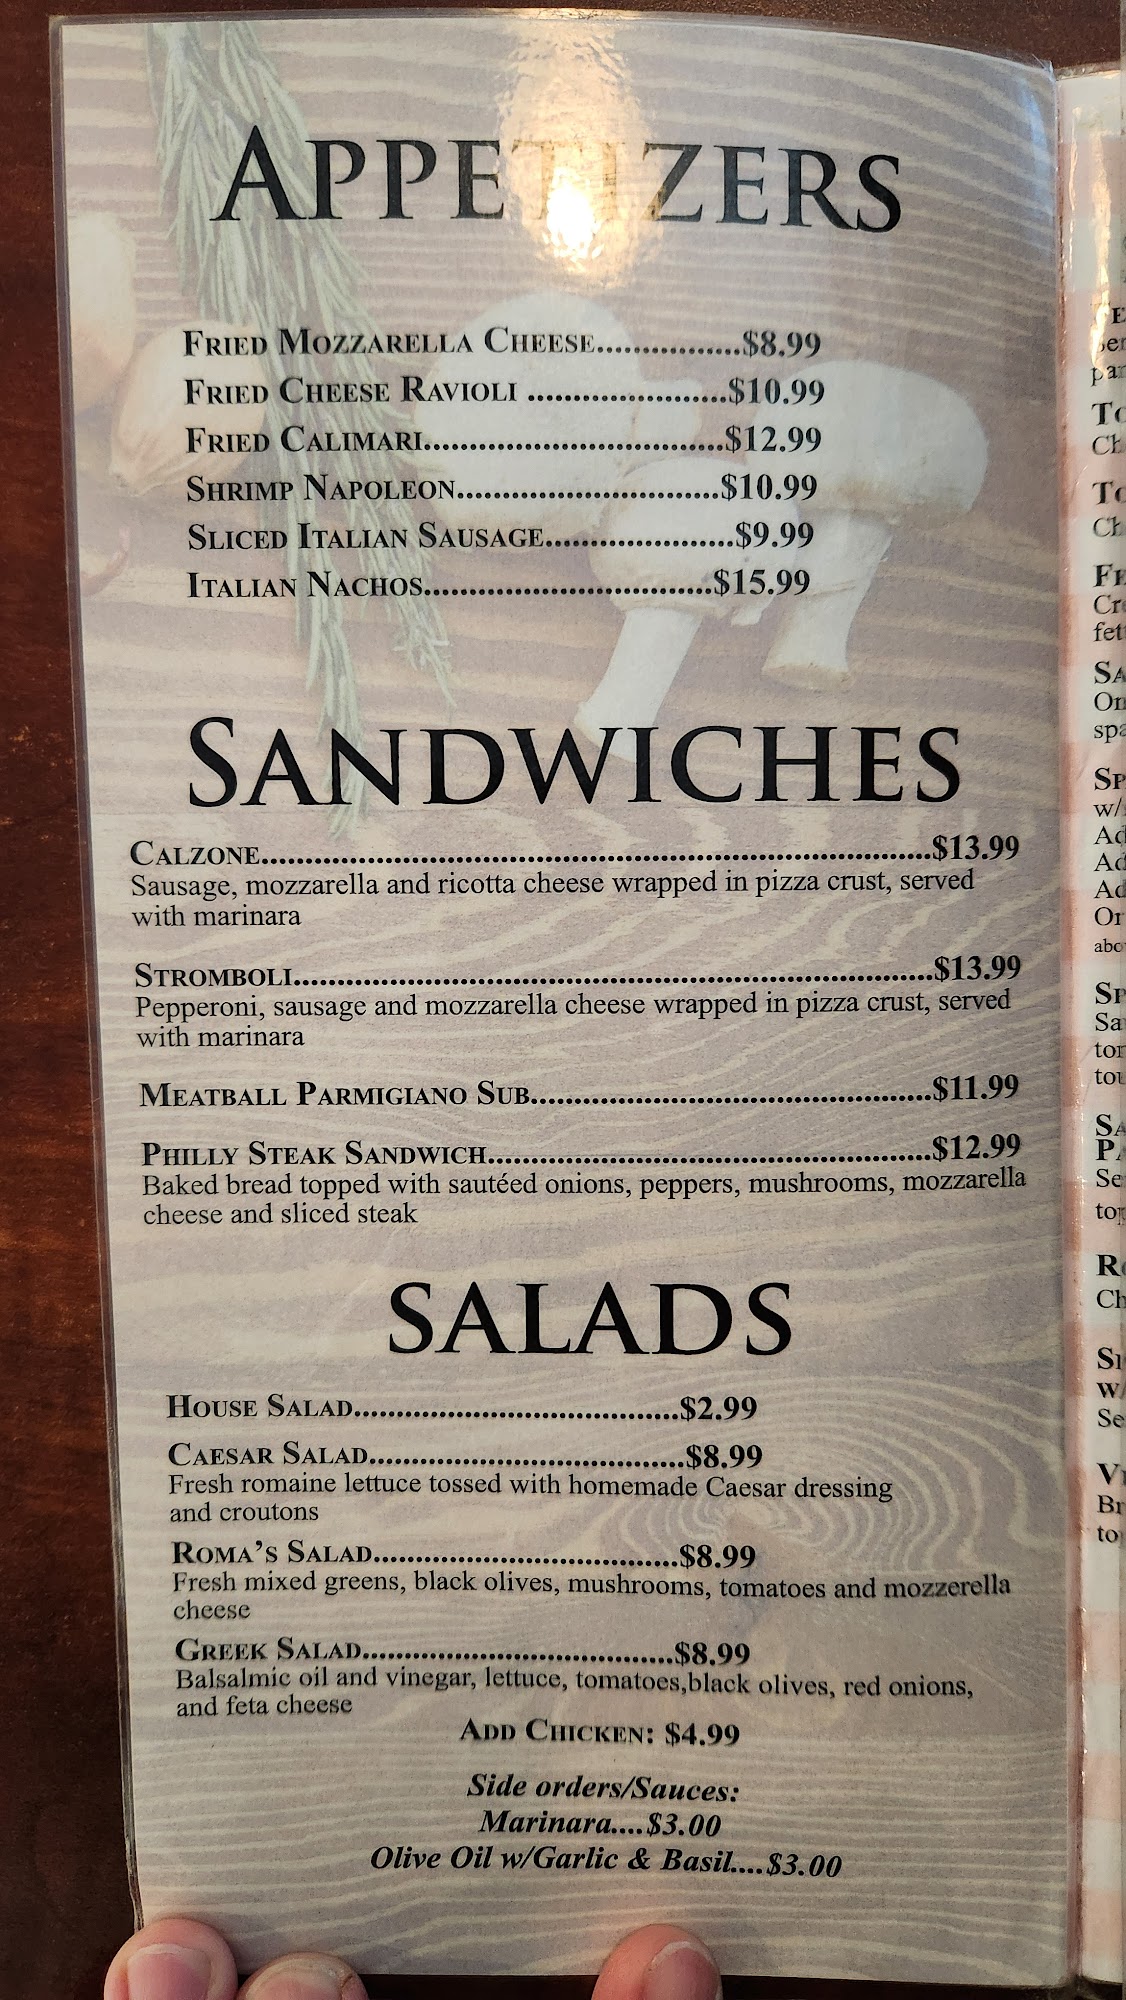 APPETIZERS
FRIED MOZZARELLA CHEESE................$8.99
FRIED CHEESE RAVIOLI ......................$10.99
FRIED CALIMARI.................................$12.99
SHRIMP NAPOLEON.............................$10.99
SLICED ITALIAN SAUSAGE.....................$9.99
ITALIAN NACHOS................................$15.99
SANDWICHES
CALZONE..........................................................................$13.99
Sausage, mozzarella and ricotta cheese wrapped in pizza crust, served
with marinara
STROMBOLI......................................................................$13.99
Pepperoni, sausage and mozzarella cheese wrapped in pizza crust, served
with marinara
MEATBALL PARMIGIANO SUB............................................$11.99
PHILLY STEAK SANDWICH.................................................$12.99
Baked bread topped with sautéed onions, peppers, mushrooms, mozzarella
cheese and sliced steak
SALADS
HOUSE SALAD....................................$2.99
CAESAR SALAD...................................$8.99
Fresh romaine lettuce tossed with homemade Caesar dressing
and croutons
ROMA'S SALAD..................................$8.99
Fresh mixed greens, black olives, mushrooms, tomatoes and mozzerella
cheese
GREEK SALAD...................................$8.99
Balsalmic oil and vinegar, lettuce, tomatoes,black olives, red onions,
and feta cheese
ADD CHICKEN: $4.99
Side orders/Sauces:
Marinara....$3.00
Olive Oil w/Garlic & Basil....$3.00